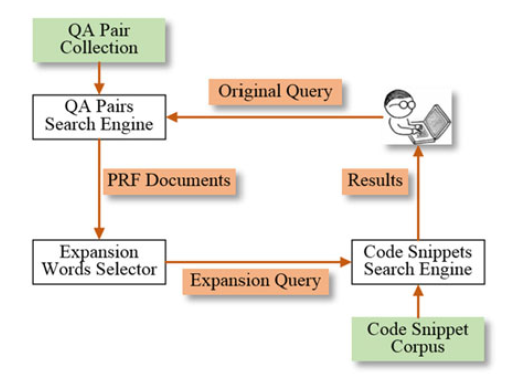 QA Pair
Collection
Original Query
QA Pairs
Search Engine
PRF Documents
Results
Expansion
Words Selector
Code Snippets
Search Engine
Expansion Query
Code Snippet
Corpus